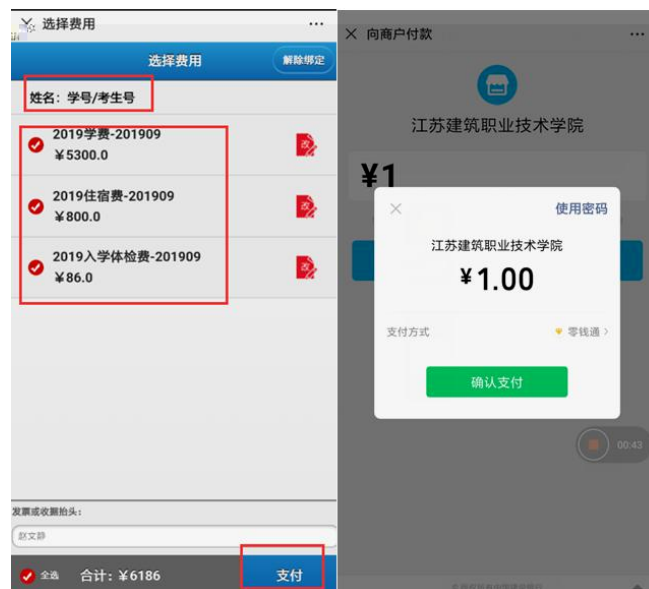 选择费用
...
选择费用
解除绑定
姓名：学号/考生号
2019学费-201909
¥5300.0
改
2019住宿费-201909
¥800.0
改
2019入学体检费-201909
¥86.0
改
发票或收据抬头：
赵文静
全选
合计：¥6186
支付
向商户付款
...
江苏建筑职业技术学院
¥1
使用密码
江苏建筑职业技术学院
¥1.00
支付方式
零钱通
确认支付
00:43